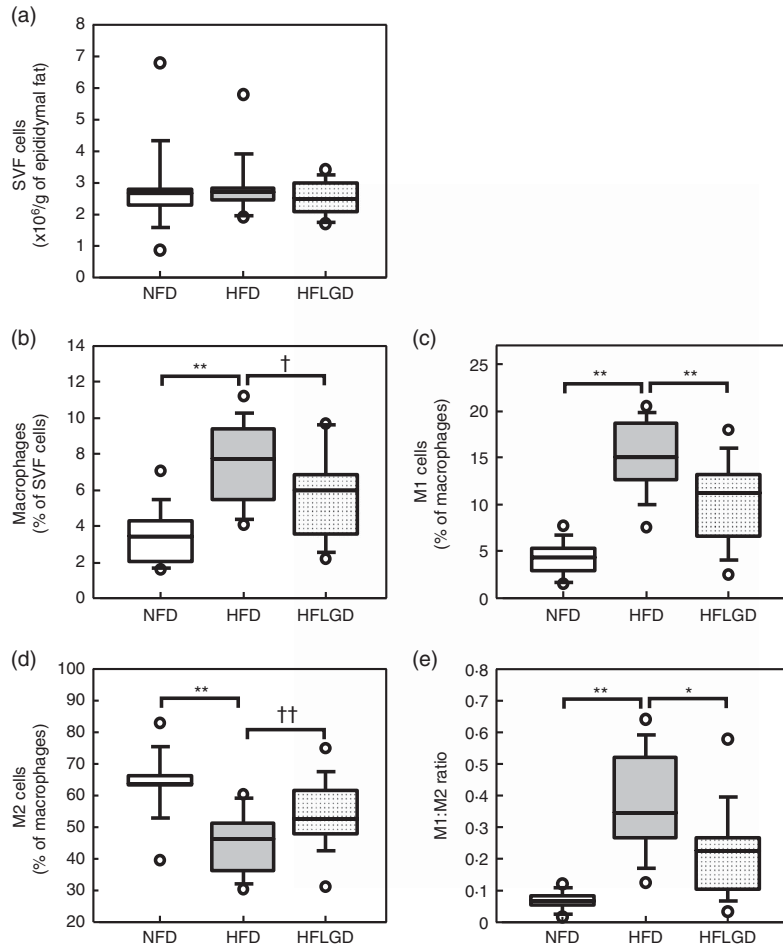 (a)
8
7
6
5
4
3
2
1
0
SVF cells
(x10⁶/g of epididymal fat)
NFD HFD HFLGD
(b)
14
12
10
8
6
4
2
0
Macrophages
(% of SVF cells)
** †
NFD HFD HFLGD
(c)
25
20
15
10
5
0
M1 cells
(% of macrophages)
** **
NFD HFD HFLGD
(d)
100
90
80
70
60
50
40
30
20
M2 cells
(% of macrophages)
** ††
NFD HFD HFLGD
(e)
0·8
0·7
0·6
0·5
0·4
0·3
0·2
0·1
0
M1:M2 ratio
** *
NFD HFD HFLGD